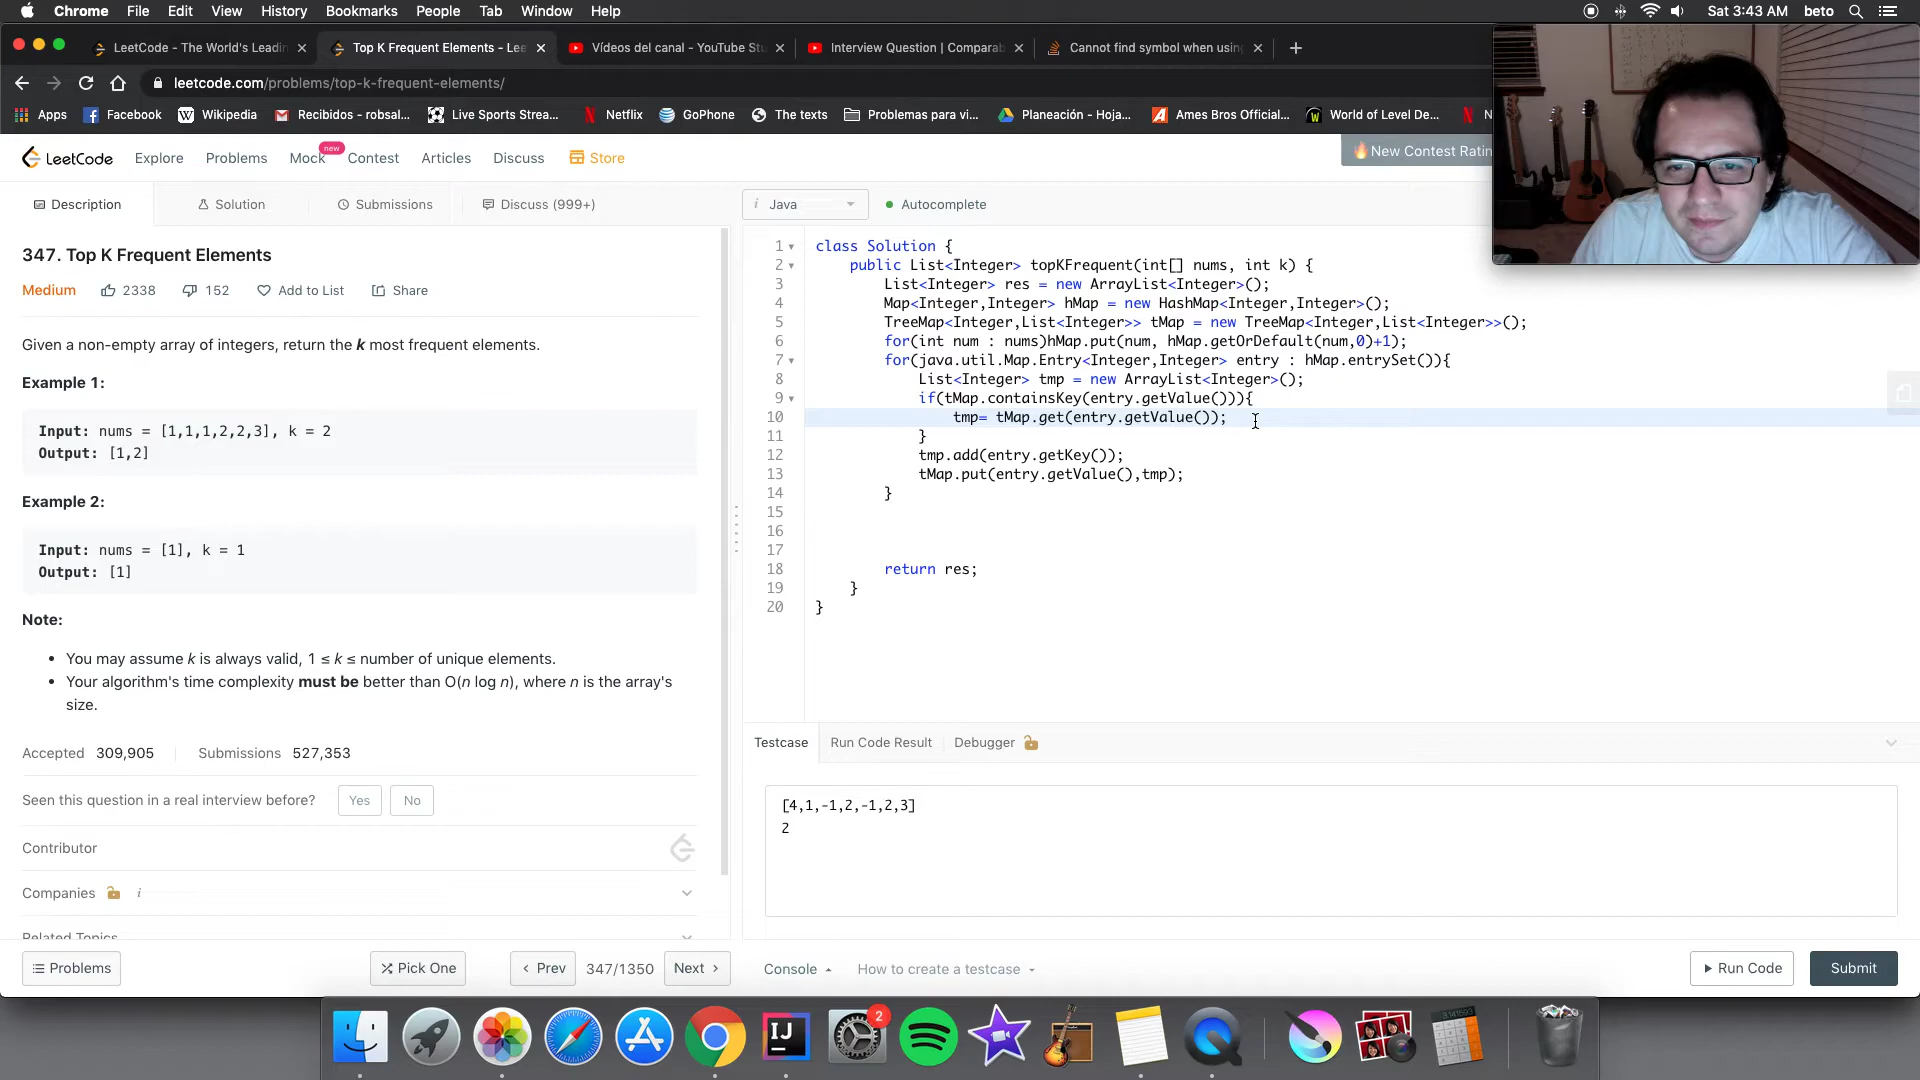 Chrome File Edit View History Bookmarks People Tab Window Help Sat 3:43 AM beto
LeetCode - The World's Leadin Top K Frequent Elements - Lee Vídeos del canal - YouTube Stu Interview Question | Comparab Cannot find symbol when using
leetcode.com/problems/top-k-frequent-elements/
Apps Facebook Wikipedia Recibidos - robsal... Live Sports Strea... Netflix GoPhone The texts Problemas para vi... Planeación - Hoja... Ames Bros Official... World of Level De... N
LeetCode Explore Problems Mock new Contest Articles Discuss Store New Contest Ratin
Description Solution Submissions Discuss (999+)
i Java Autocomplete
347. Top K Frequent Elements
Medium 2338 152 Add to List Share
Given a non-empty array of integers, return the k most frequent elements.
Example 1:
Input: nums = [1,1,1,2,2,3], k = 2
Output: [1,2]
Example 2:
Input: nums = [1], k = 1
Output: [1]
Note:
• You may assume k is always valid, 1 ≤ k ≤ number of unique elements.
• Your algorithm's time complexity must be better than O(n log n), where n is the array's
size.
Accepted 309,905 Submissions 527,353
Seen this question in a real interview before? Yes No
Contributor
Companies i
Related Topics
Problems Pick One Prev 347/1350 Next
1 class Solution {
2 public List<Integer> topKFrequent(int[] nums, int k) {
3 List<Integer> res = new ArrayList<Integer>();
4 Map<Integer,Integer> hMap = new HashMap<Integer,Integer>();
5 TreeMap<Integer,List<Integer>> tMap = new TreeMap<Integer,List<Integer>>();
6 for(int num : nums)hMap.put(num, hMap.getOrDefault(num,0)+1);
7 for(java.util.Map.Entry<Integer,Integer> entry : hMap.entrySet()){
8 List<Integer> tmp = new ArrayList<Integer>();
9 if(tMap.containsKey(entry.getValue())){
10 tmp= tMap.get(entry.getValue());
11 }
12 tmp.add(entry.getKey());
13 tMap.put(entry.getValue(),tmp);
14 }
15
16
17
18 return res;
19 }
20 }
Testcase Run Code Result Debugger
[4,1,-1,2,-1,2,3]
2
Console How to create a testcase Run Code Submit
IJ
2
3.141593